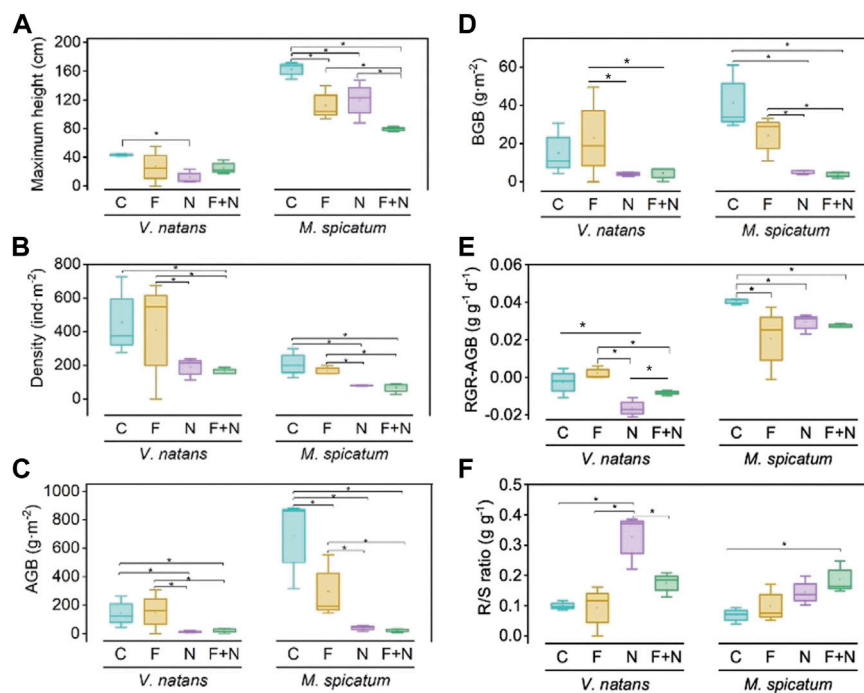 A
Maximum height (cm)
200
160
120
80
40
0
*
*
*
*
*
*
C F N F+N C F N F+N
V. natans M. spicatum
B
Density (ind·m⁻²)
800
600
400
200
0
*
*
*
*
*
*
*
C F N F+N C F N F+N
V. natans M. spicatum
C
AGB (g·m⁻²)
1000
800
600
400
200
0
*
*
*
*
*
*
*
*
*
C F N F+N C F N F+N
V. natans M. spicatum
D
BGB (g·m⁻²)
60
40
20
0
*
*
*
*
*
*
C F N F+N C F N F+N
V. natans M. spicatum
E
RGR-AGB (g g⁻¹ d⁻¹)
0.06
0.04
0.02
0.00
-0.02
*
*
*
*
*
*
*
C F N F+N C F N F+N
V. natans M. spicatum
F
R/S ratio (g g⁻¹)
0.5
0.4
0.3
0.2
0.1
0.0
*
*
*
*
C F N F+N C F N F+N
V. natans M. spicatum